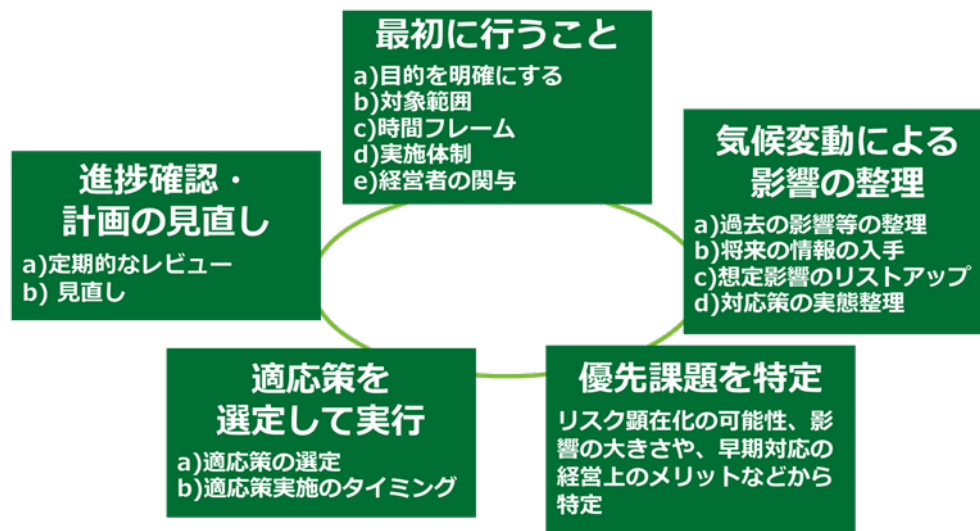 最初に行うこと
a)目的を明確にする
b)対象範囲
c)時間フレーム
d)実施体制
e)経営者の関与
気候変動による
影響の整理
a)過去の影響等の整理
b)将来の情報の入手
c)想定影響のリストアップ
d)対応策の実態整理
優先課題を特定
リスク顕在化の可能性、影
響の大きさや、早期対応の
経営上のメリットなどから
特定
適応策を
選定して実行
a)適応策の選定
b)適応策実施のタイミング
進捗確認・
計画の見直し
a)定期的なレビュー
b) 見直し